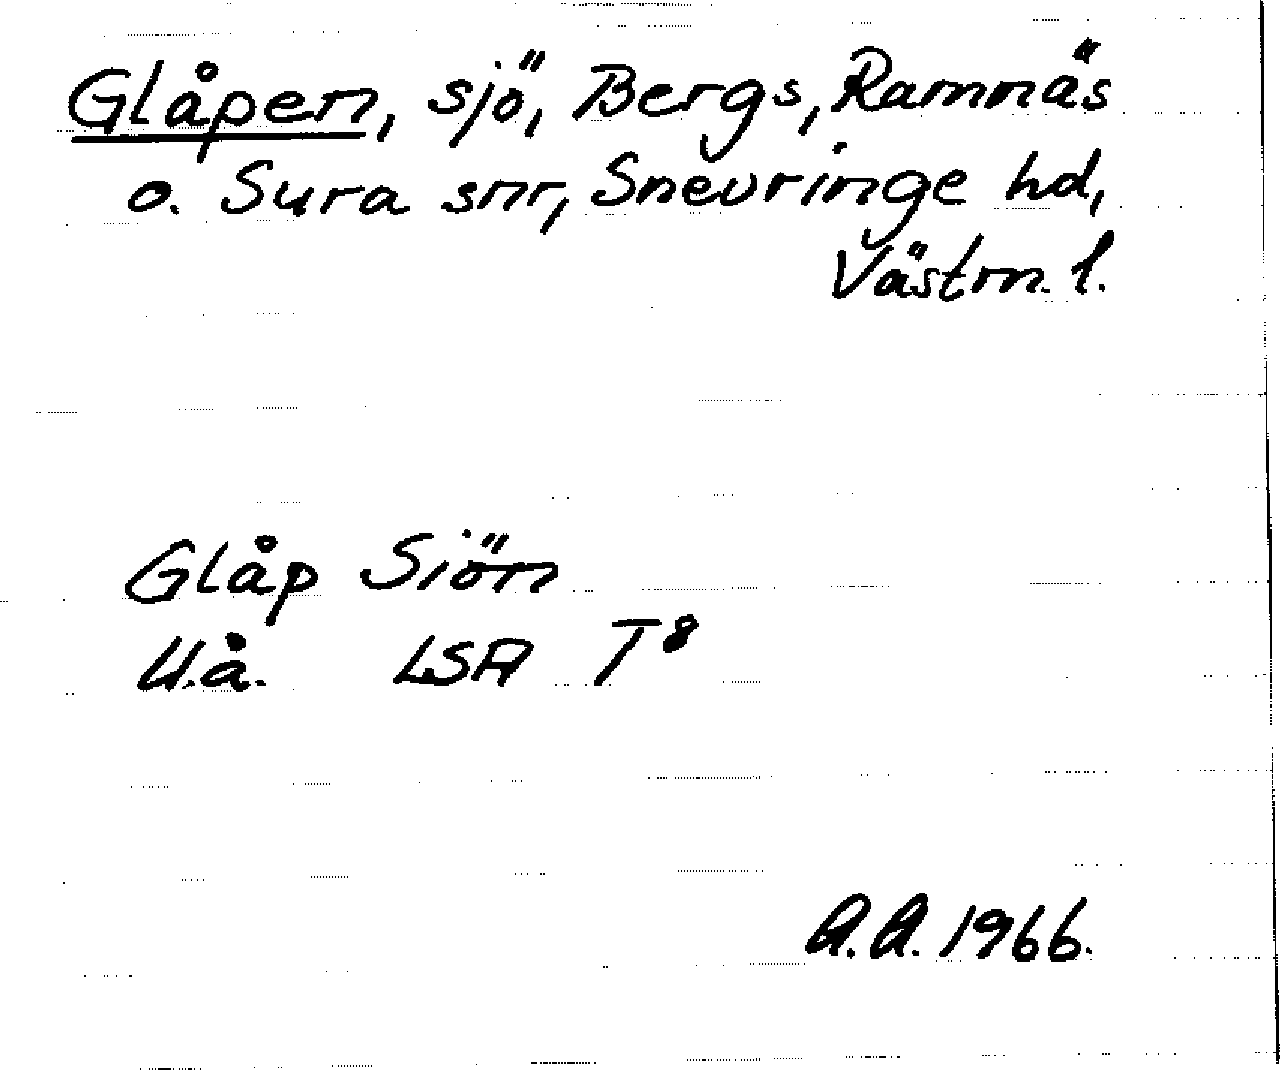 Glåpen, sjö, Bergs, Ramnäs
o. Sura snr, Snevringe hd,
Västm. l.
Glåp Siön
U.å. LSA T⁸
A.A. 1966.